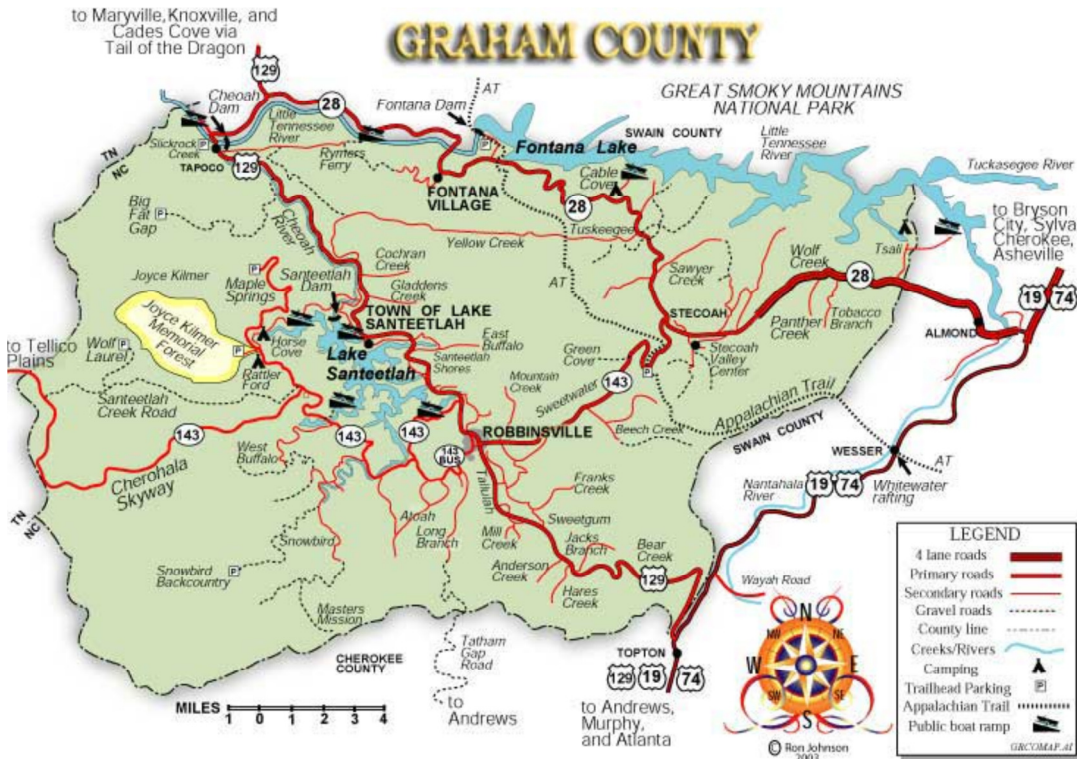 GRAHAM COUNTY
to Maryville, Knoxville, and
Cades Cove via
Tail of the Dragon
129
Cheoah
Dam
28
Little
Tennessee
River
Fontana Dam
AT
GREAT SMOKY MOUNTAINS
NATIONAL PARK
SWAIN COUNTY
Little
Tennessee
River
Tuckasegee River
Fontana Lake
TN
NC
Slickrock
Creek
P
TAPOCO
129
Rymers
Ferry
P
FONTANA
VILLAGE
Cable
Cove
28
Tuskeegee
to Bryson
City, Sylva
Cherokee,
Asheville
Tsali
Big
Fat
Gap
P
Cheoah
River
Yellow Creek
Cochran
Creek
Gladdens
Creek
AT
Sawyer
Creek
Wolf
Creek
28
19
74
Joyce Kilmer
Maple
Springs
P
Santeetlah
Dam
TOWN OF LAKE
SANTEETLAH
STECOAH
Panther
Creek
Tobacco
Branch
ALMOND
Joyce Kilmer
Memorial
Forest
P
Wolf
Laurel
P
Horse
Cove
Rattler
Ford
Lake
Santeetlah
East
Buffalo
Santeetlah
Shores
Green
Cove
P
Stecoah
Valley
Center
to Tellico
Plains
Santeetlah
Creek Road
Mountain
Creek
Sweetwater
143
Beech Creek
Appalachian Trail
SWAIN COUNTY
143
Cherohala
Skyway
West
Buffalo
143
143
ROBBINSVILLE
143
BUS
Tallulah
WESSER
AT
Whitewater
rafting
Nantahala
River
19
74
TN
NC
Franks
Creek
Snowbird
Atoah
Long
Branch
Mill
Creek
Sweetgum
Jacks
Branch
Bear
Creek
129
Anderson
Creek
Hares
Creek
Snowbird
Backcountry
P
Masters
Mission
Wayah Road
CHEROKEE
COUNTY
Tatham
Gap
Road
to
Andrews
TOPTON
129
19
74
to Andrews,
Murphy,
and Atlanta
MILES
1 0 1 2 3 4
N
NW
NE
W
E
SW
SE
S
© Ron Johnson
2003
LEGEND
4 lane roads
Primary roads
Secondary roads
Gravel roads
County line
Creeks/Rivers
Camping
Trailhead Parking
P
Appalachian Trail
Public boat ramp
GRCOMAP.AI